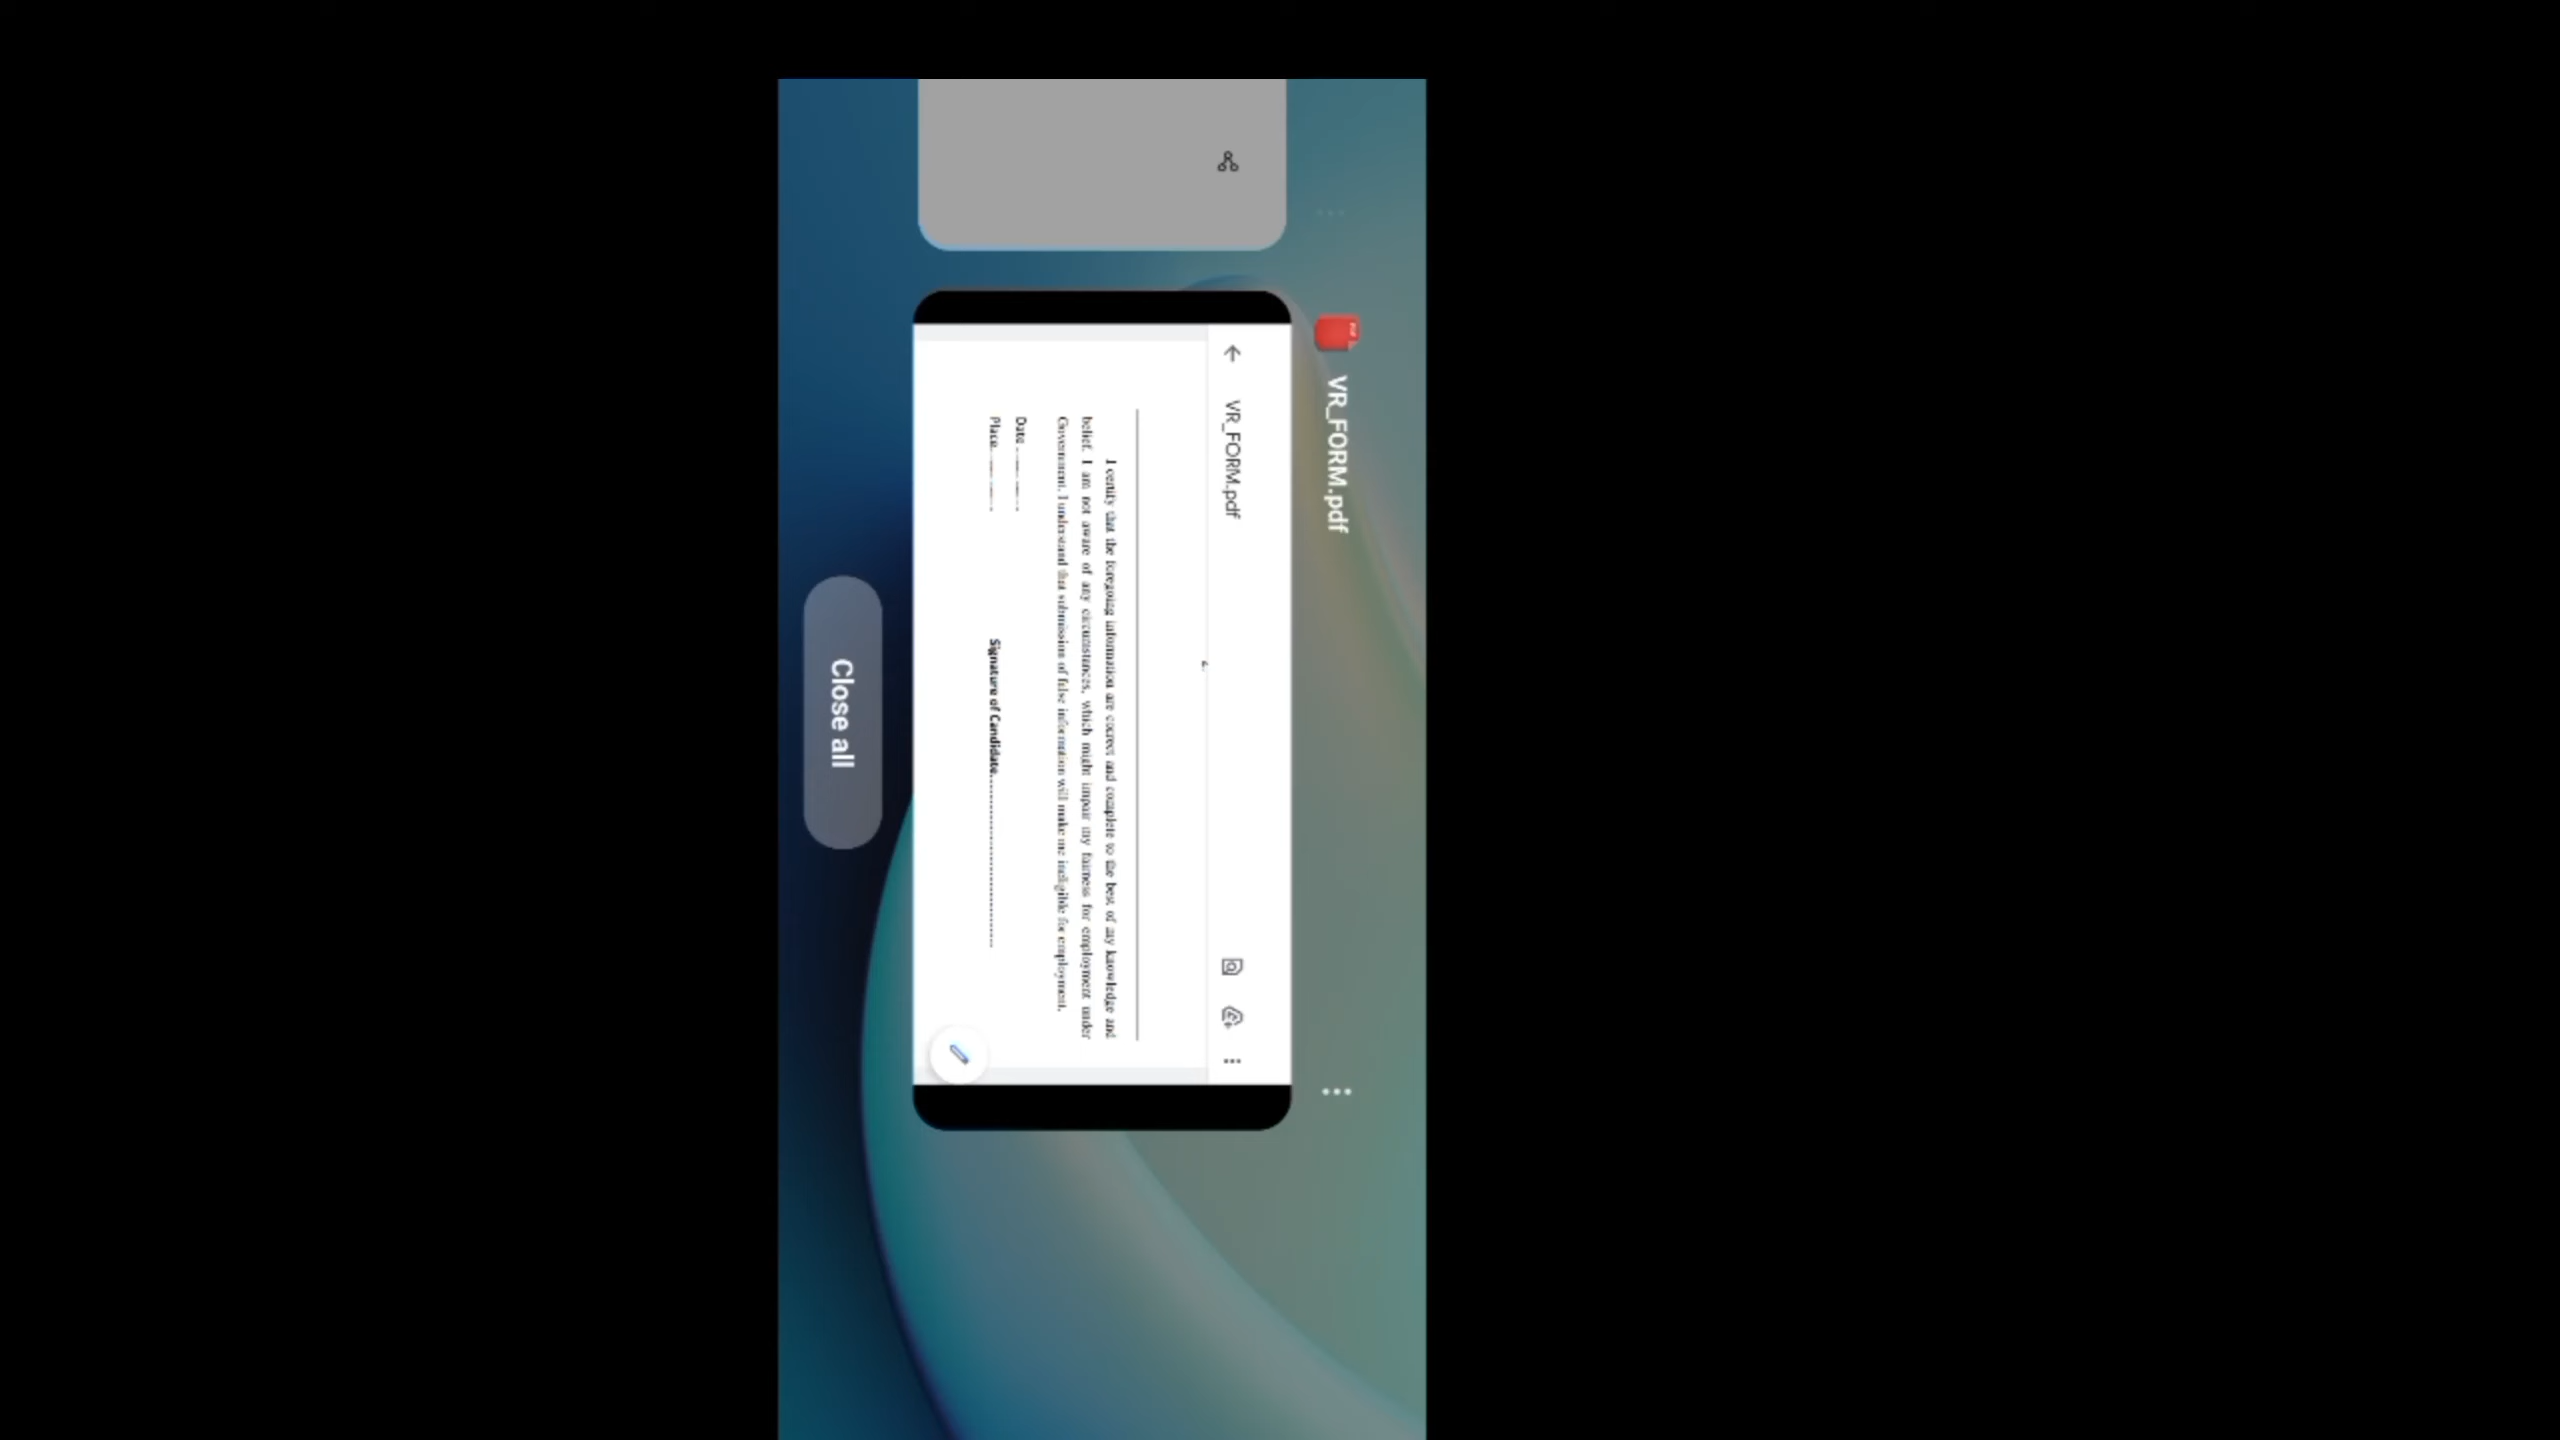 VR_FORM.pdf
VR_FORM.pdf
I certify that the foregoing information are correct and complete to the best of my knowledge and
belief. I am not aware of any circumstances, which might impair my fairness for employment under
Government. I understand that submission of false information will make me ineligible for employment.
Date
Place
Signature of Candidate
Close all